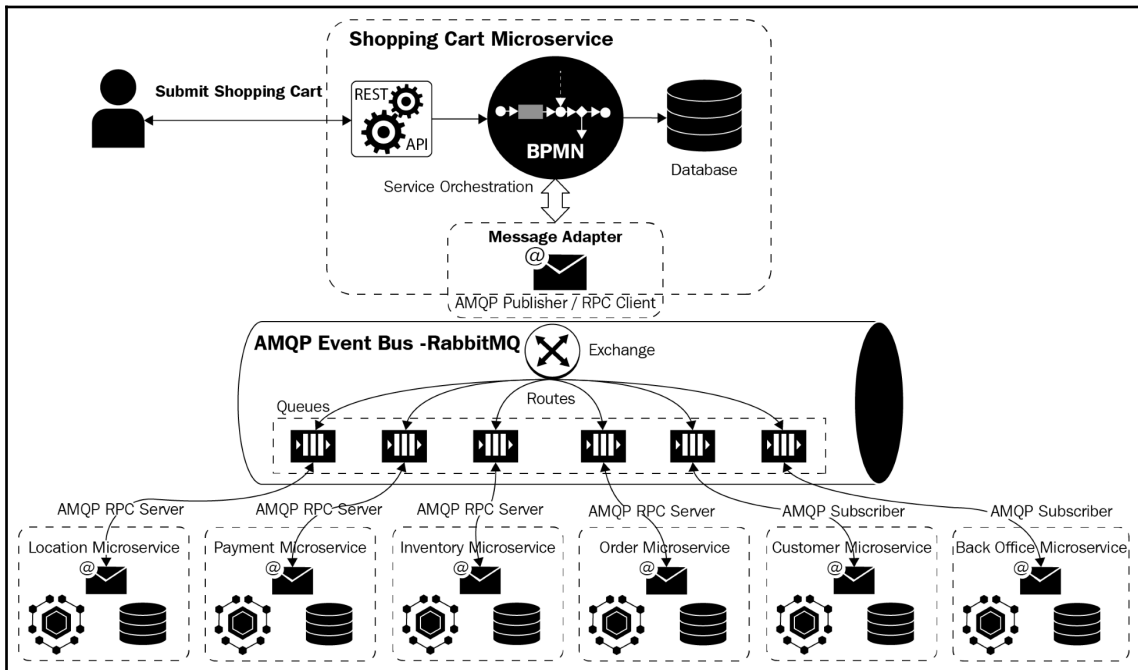 Shopping Cart Microservice
Submit Shopping Cart
REST
API
BPMN
Database
Service Orchestration
Message Adapter
@
AMQP Publisher / RPC Client
AMQP Event Bus -RabbitMQ
Exchange
Queues
Routes
AMQP RPC Server
AMQP RPC Server
AMQP RPC Server
AMQP RPC Server
AMQP Subscriber
AMQP Subscriber
Location Microservice
Payment Microservice
Inventory Microservice
Order Microservice
Customer Microservice
Back Office Microservice
@
@
@
@
@
@